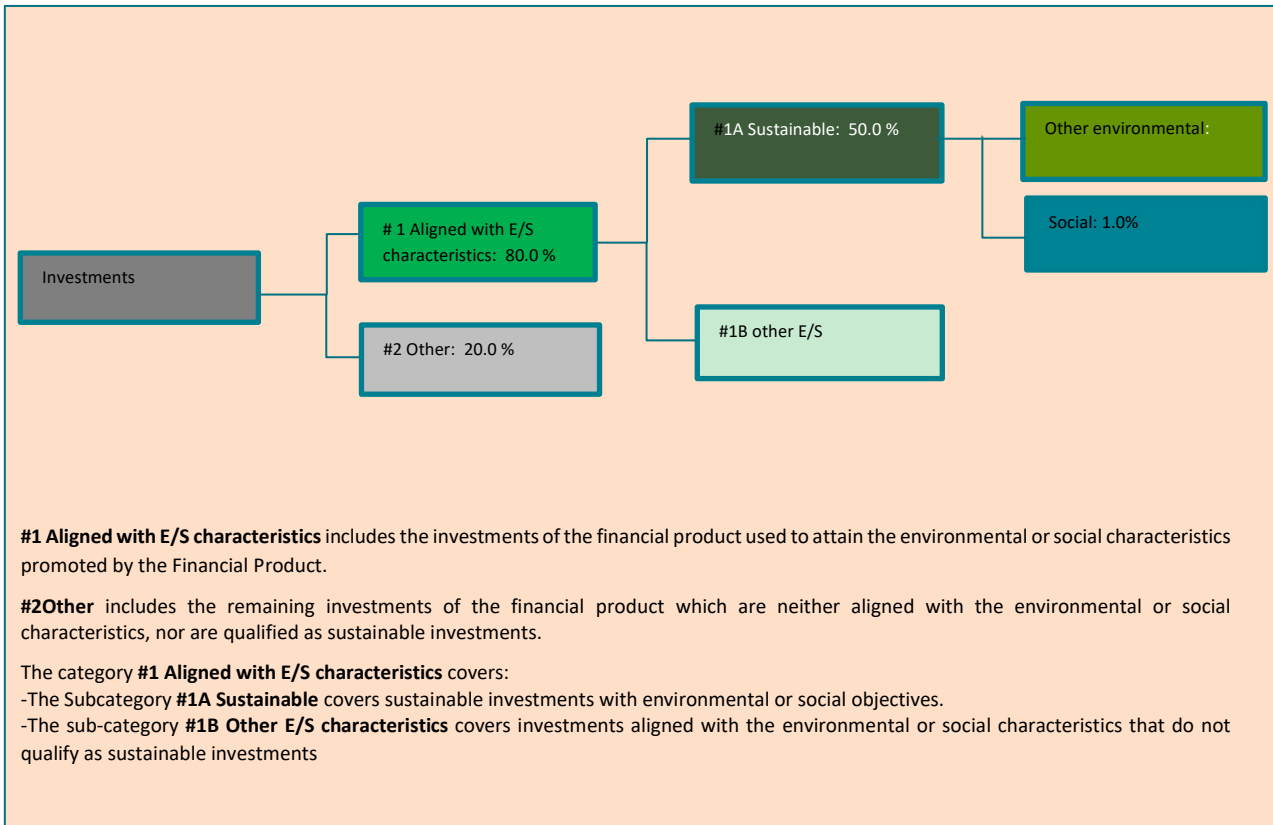 #1A Sustainable: 50.0 %
Other environmental:
# 1 Aligned with E/S
characteristics: 80.0 %
Social: 1.0%
Investments
#2 Other: 20.0 %
#1B other E/S
#1 Aligned with E/S characteristics includes the investments of the financial product used to attain the environmental or social characteristics
promoted by the Financial Product.
#2Other includes the remaining investments of the financial product which are neither aligned with the environmental or social
characteristics, nor are qualified as sustainable investments.
The category #1 Aligned with E/S characteristics covers:
-The Subcategory #1A Sustainable covers sustainable investments with environmental or social objectives.
-The sub-category #1B Other E/S characteristics covers investments aligned with the environmental or social characteristics that do not
qualify as sustainable investments